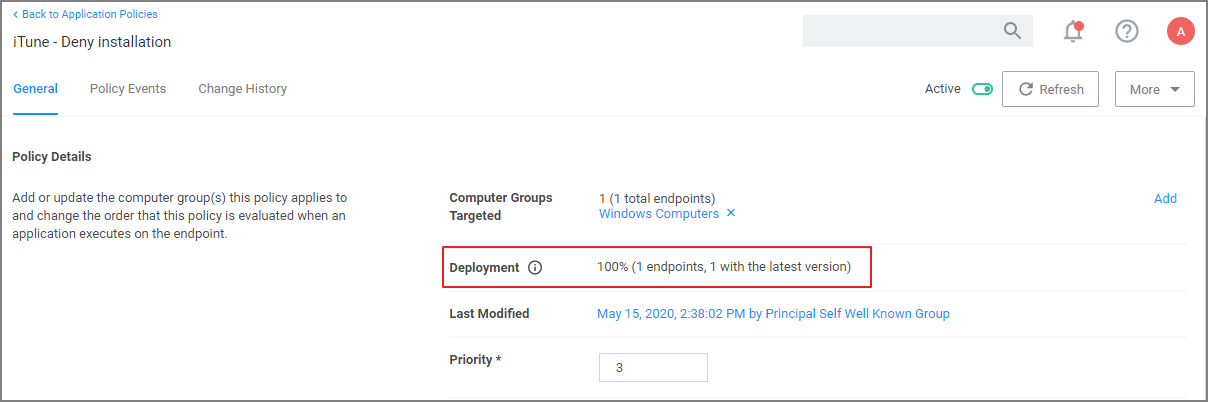 Back to Application Policies
iTune - Deny installation
A
General Policy Events Change History
Active Refresh More
Policy Details
Add or update the computer group(s) this policy applies to
and change the order that this policy is evaluated when an
application executes on the endpoint.
Computer Groups
Targeted
1 (1 total endpoints)
Windows Computers ×
Add
Deployment 100% (1 endpoints, 1 with the latest version)
Last Modified May 15, 2020, 2:38:02 PM by Principal Self Well Known Group
Priority * 3